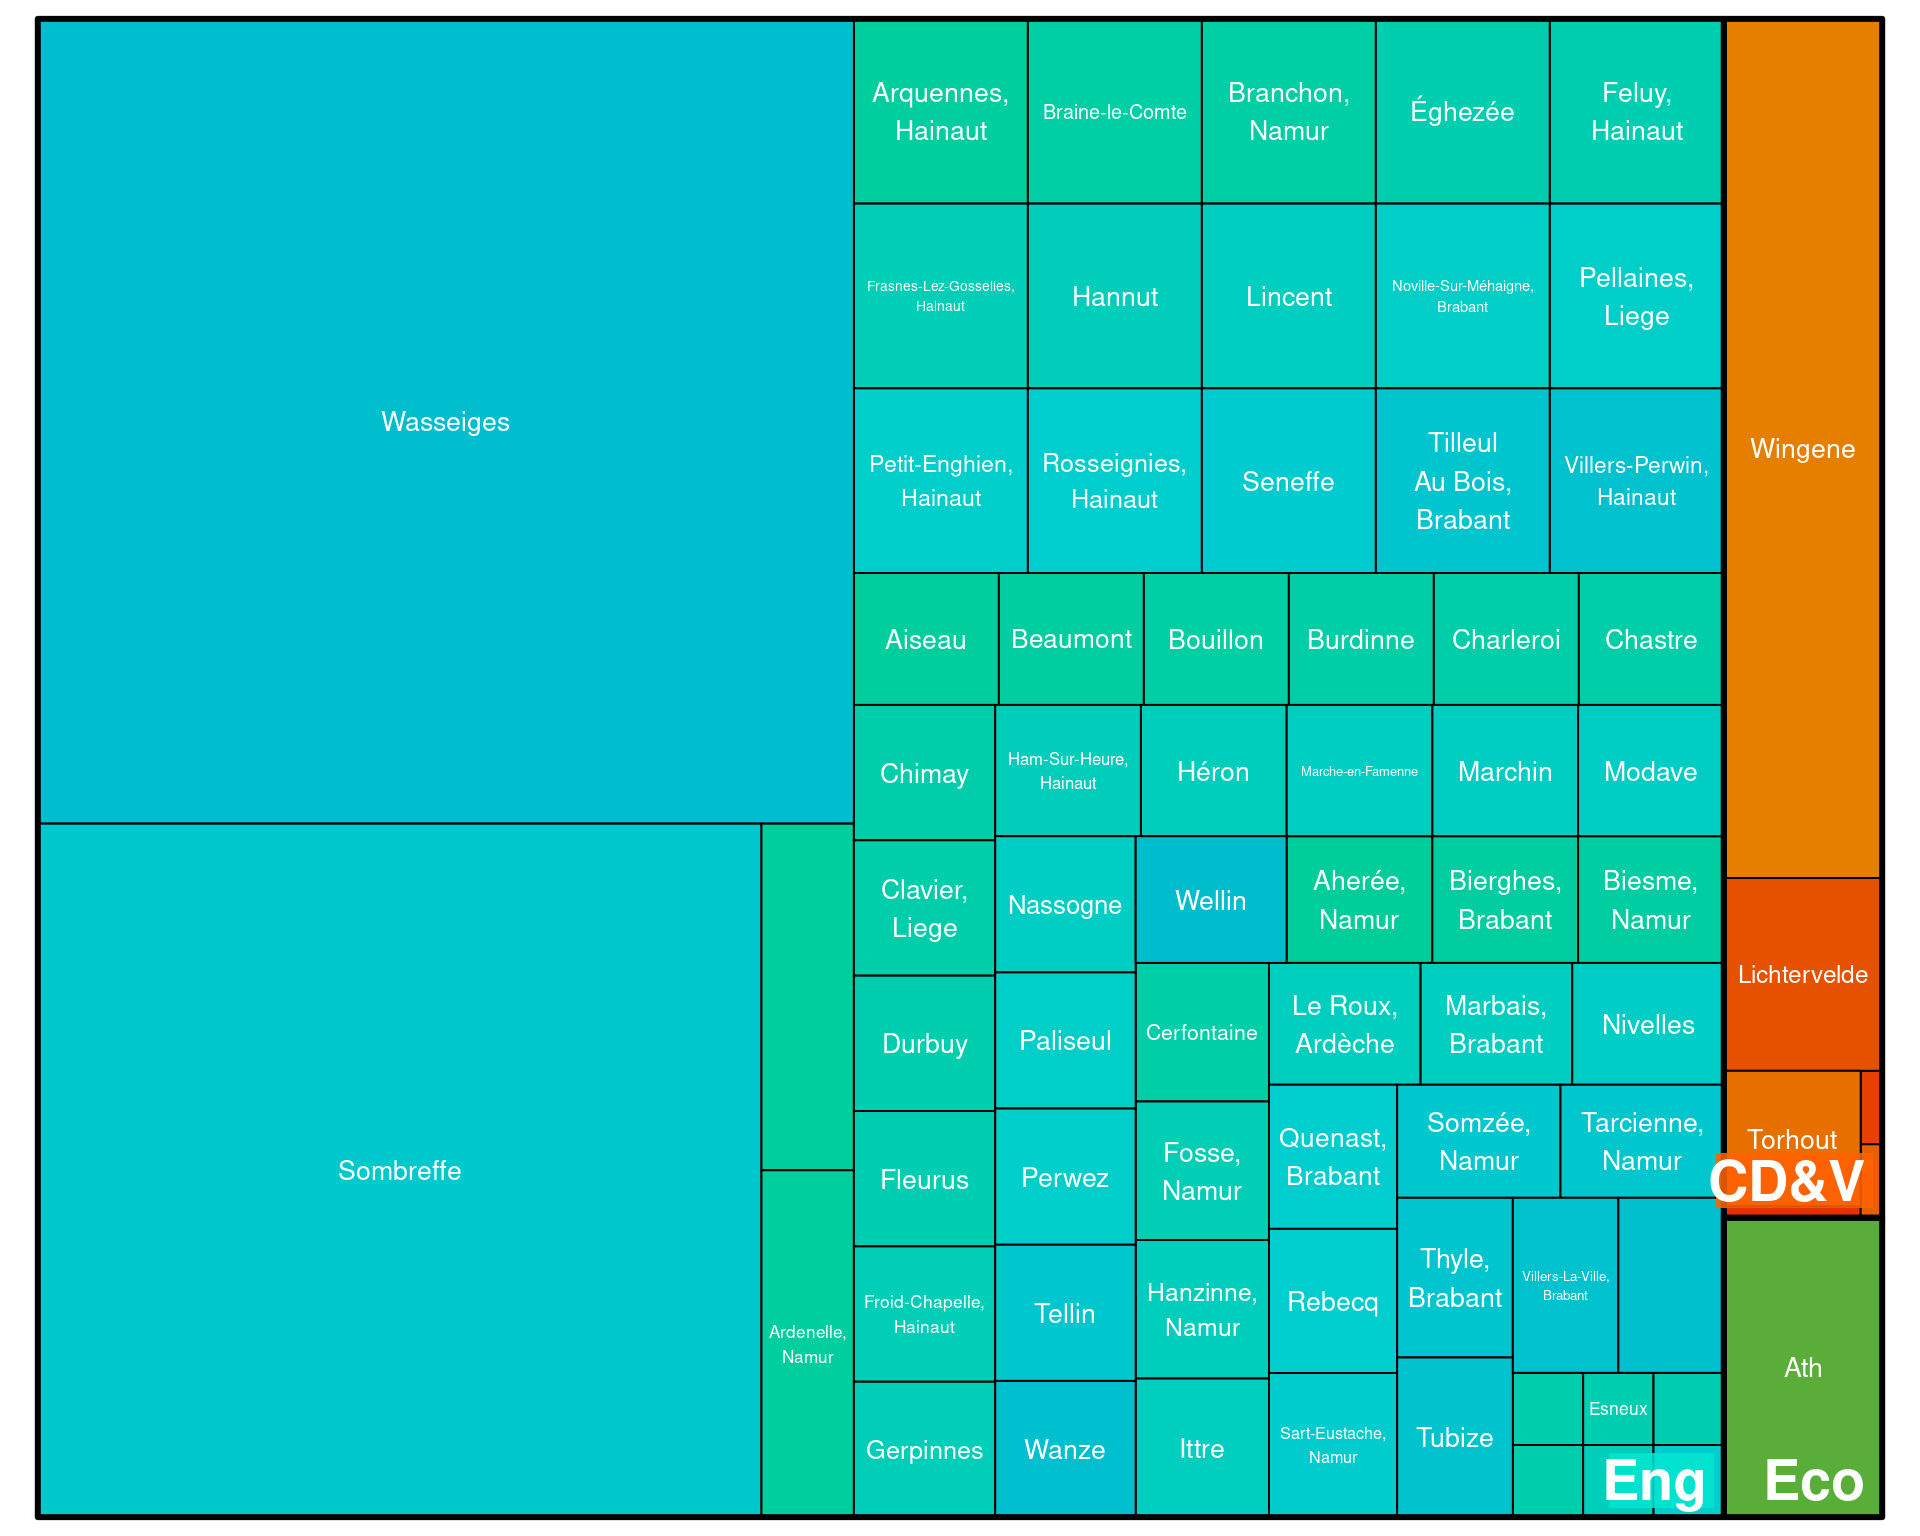 Wasseiges
Sombreffe
Ardenelle,
Namur
Arquennes,
Hainaut
Braine-le-Comte
Branchon,
Namur
Éghezée
Feluy,
Hainaut
Frasnes-Lez-Gosselies,
Hainaut
Hannut
Lincent
Noville-Sur-Méhaigne,
Brabant
Pellaines,
Liege
Petit-Enghien,
Hainaut
Rosseignies,
Hainaut
Seneffe
Tilleul
Au Bois,
Brabant
Villers-Perwin,
Hainaut
Aiseau
Beaumont
Bouillon
Burdinne
Charleroi
Chastre
Chimay
Ham-Sur-Heure,
Hainaut
Héron
Marche-en-Famenne
Marchin
Modave
Clavier,
Liege
Nassogne
Wellin
Aherée,
Namur
Bierghes,
Brabant
Biesme,
Namur
Durbuy
Paliseul
Cerfontaine
Le Roux,
Ardèche
Marbais,
Brabant
Nivelles
Fleurus
Perwez
Fosse,
Namur
Quenast,
Brabant
Somzée,
Namur
Tarcienne,
Namur
Froid-Chapelle,
Hainaut
Tellin
Hanzinne,
Namur
Rebecq
Thyle,
Brabant
Villers-La-Ville,
Brabant
Gerpinnes
Wanze
Ittre
Sart-Eustache,
Namur
Tubize
Esneux
Eng
Wingene
Lichtervelde
Torhout
CD&V
Ath
Eco